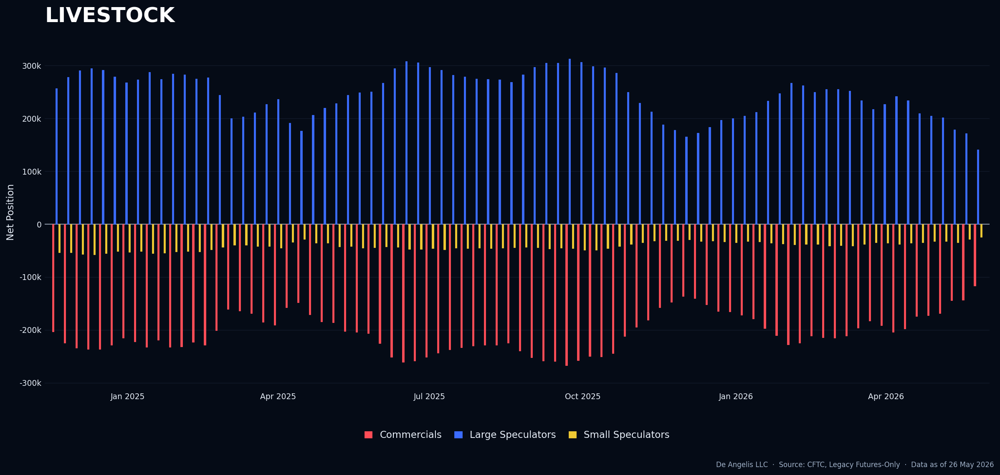 LIVESTOCK
Net Position
300k
200k
100k
0
-100k
-200k
-300k
Jan 2025 Apr 2025 Jul 2025 Oct 2025 Jan 2026 Apr 2026
Commercials Large Speculators Small Speculators
De Angelis LLC · Source: CFTC, Legacy Futures-Only · Data as of 26 May 2026